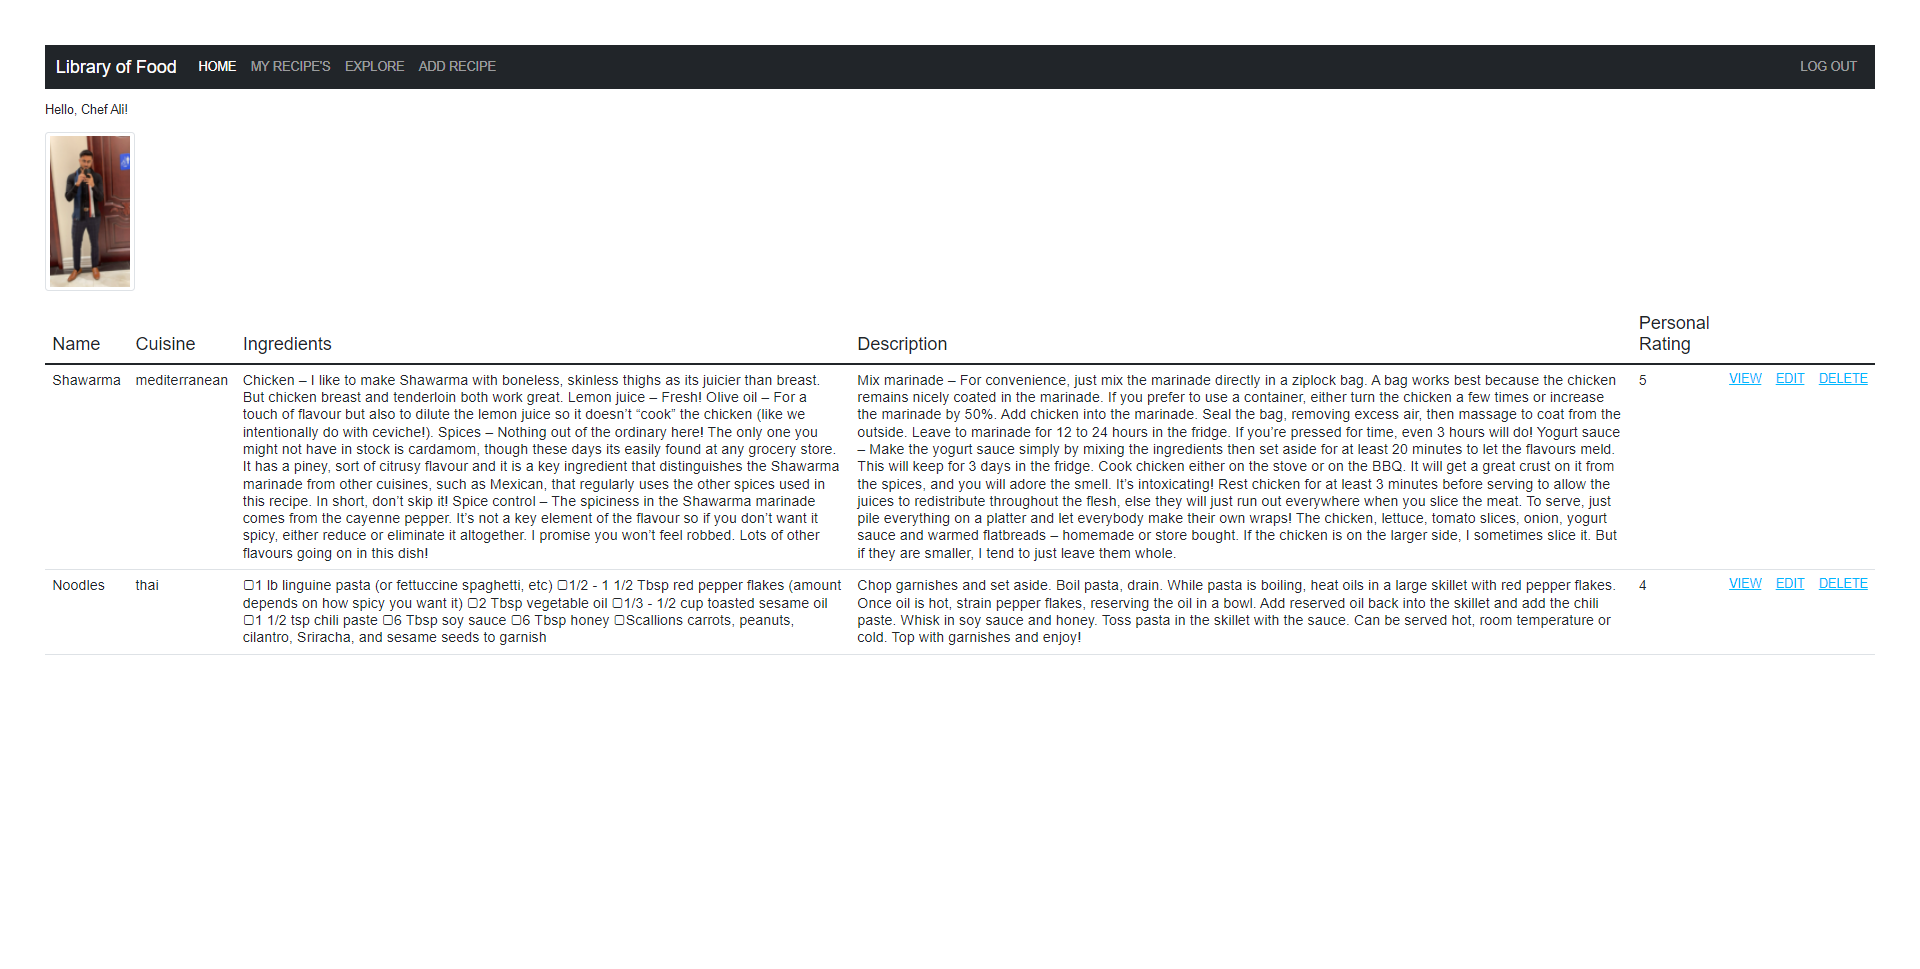 Library of Food HOME MY RECIPE'S EXPLORE ADD RECIPE LOG OUT
Hello, Chef Ali!
Name Cuisine Ingredients Description Personal Rating
Shawarma mediterranean
Chicken – I like to make Shawarma with boneless, skinless thighs as its juicier than breast.
But chicken breast and tenderloin both work great. Lemon juice – Fresh! Olive oil – For a
touch of flavour but also to dilute the lemon juice so it doesn’t “cook” the chicken (like we
intentionally do with ceviche!). Spices – Nothing out of the ordinary here! The only one you
might not have in stock is cardamom, though these days its easily found at any grocery store.
It has a piney, sort of citrusy flavour and it is a key ingredient that distinguishes the Shawarma
marinade from other cuisines, such as Mexican, that regularly uses the other spices used in
this recipe. In short, don’t skip it! Spice control – The spiciness in the Shawarma marinade
comes from the cayenne pepper. It’s not a key element of the flavour so if you don’t want it
spicy, either reduce or eliminate it altogether. I promise you won’t feel robbed. Lots of other
flavours going on in this dish!
Mix marinade – For convenience, just mix the marinade directly in a ziplock bag. A bag works best because the chicken
remains nicely coated in the marinade. If you prefer to use a container, either turn the chicken a few times or increase
the marinade by 50%. Add chicken into the marinade. Seal the bag, removing excess air, then massage to coat from the
outside. Leave to marinade for 12 to 24 hours in the fridge. If you’re pressed for time, even 3 hours will do! Yogurt sauce
– Make the yogurt sauce simply by mixing the ingredients then set aside for at least 20 minutes to let the flavours meld.
This will keep for 3 days in the fridge. Cook chicken either on the stove or on the BBQ. It will get a great crust on it from
the spices, and you will adore the smell. It’s intoxicating! Rest chicken for at least 3 minutes before serving to allow the
juices to redistribute throughout the flesh, else they will just run out everywhere when you slice the meat. To serve, just
pile everything on a platter and let everybody make their own wraps! The chicken, lettuce, tomato slices, onion, yogurt
sauce and warmed flatbreads – homemade or store bought. If the chicken is on the larger side, I sometimes slice it. But
if they are smaller, I tend to just leave them whole.
5 VIEW EDIT DELETE
Noodles thai
▢1 lb linguine pasta (or fettuccine spaghetti, etc) ▢1/2 - 1 1/2 Tbsp red pepper flakes (amount
depends on how spicy you want it) ▢2 Tbsp vegetable oil ▢1/3 - 1/2 cup toasted sesame oil
▢1 1/2 tsp chili paste ▢6 Tbsp soy sauce ▢6 Tbsp honey ▢Scallions carrots, peanuts,
cilantro, Sriracha, and sesame seeds to garnish
Chop garnishes and set aside. Boil pasta, drain. While pasta is boiling, heat oils in a large skillet with red pepper flakes.
Once oil is hot, strain pepper flakes, reserving the oil in a bowl. Add reserved oil back into the skillet and add the chili
paste. Whisk in soy sauce and honey. Toss pasta in the skillet with the sauce. Can be served hot, room temperature or
cold. Top with garnishes and enjoy!
4 VIEW EDIT DELETE